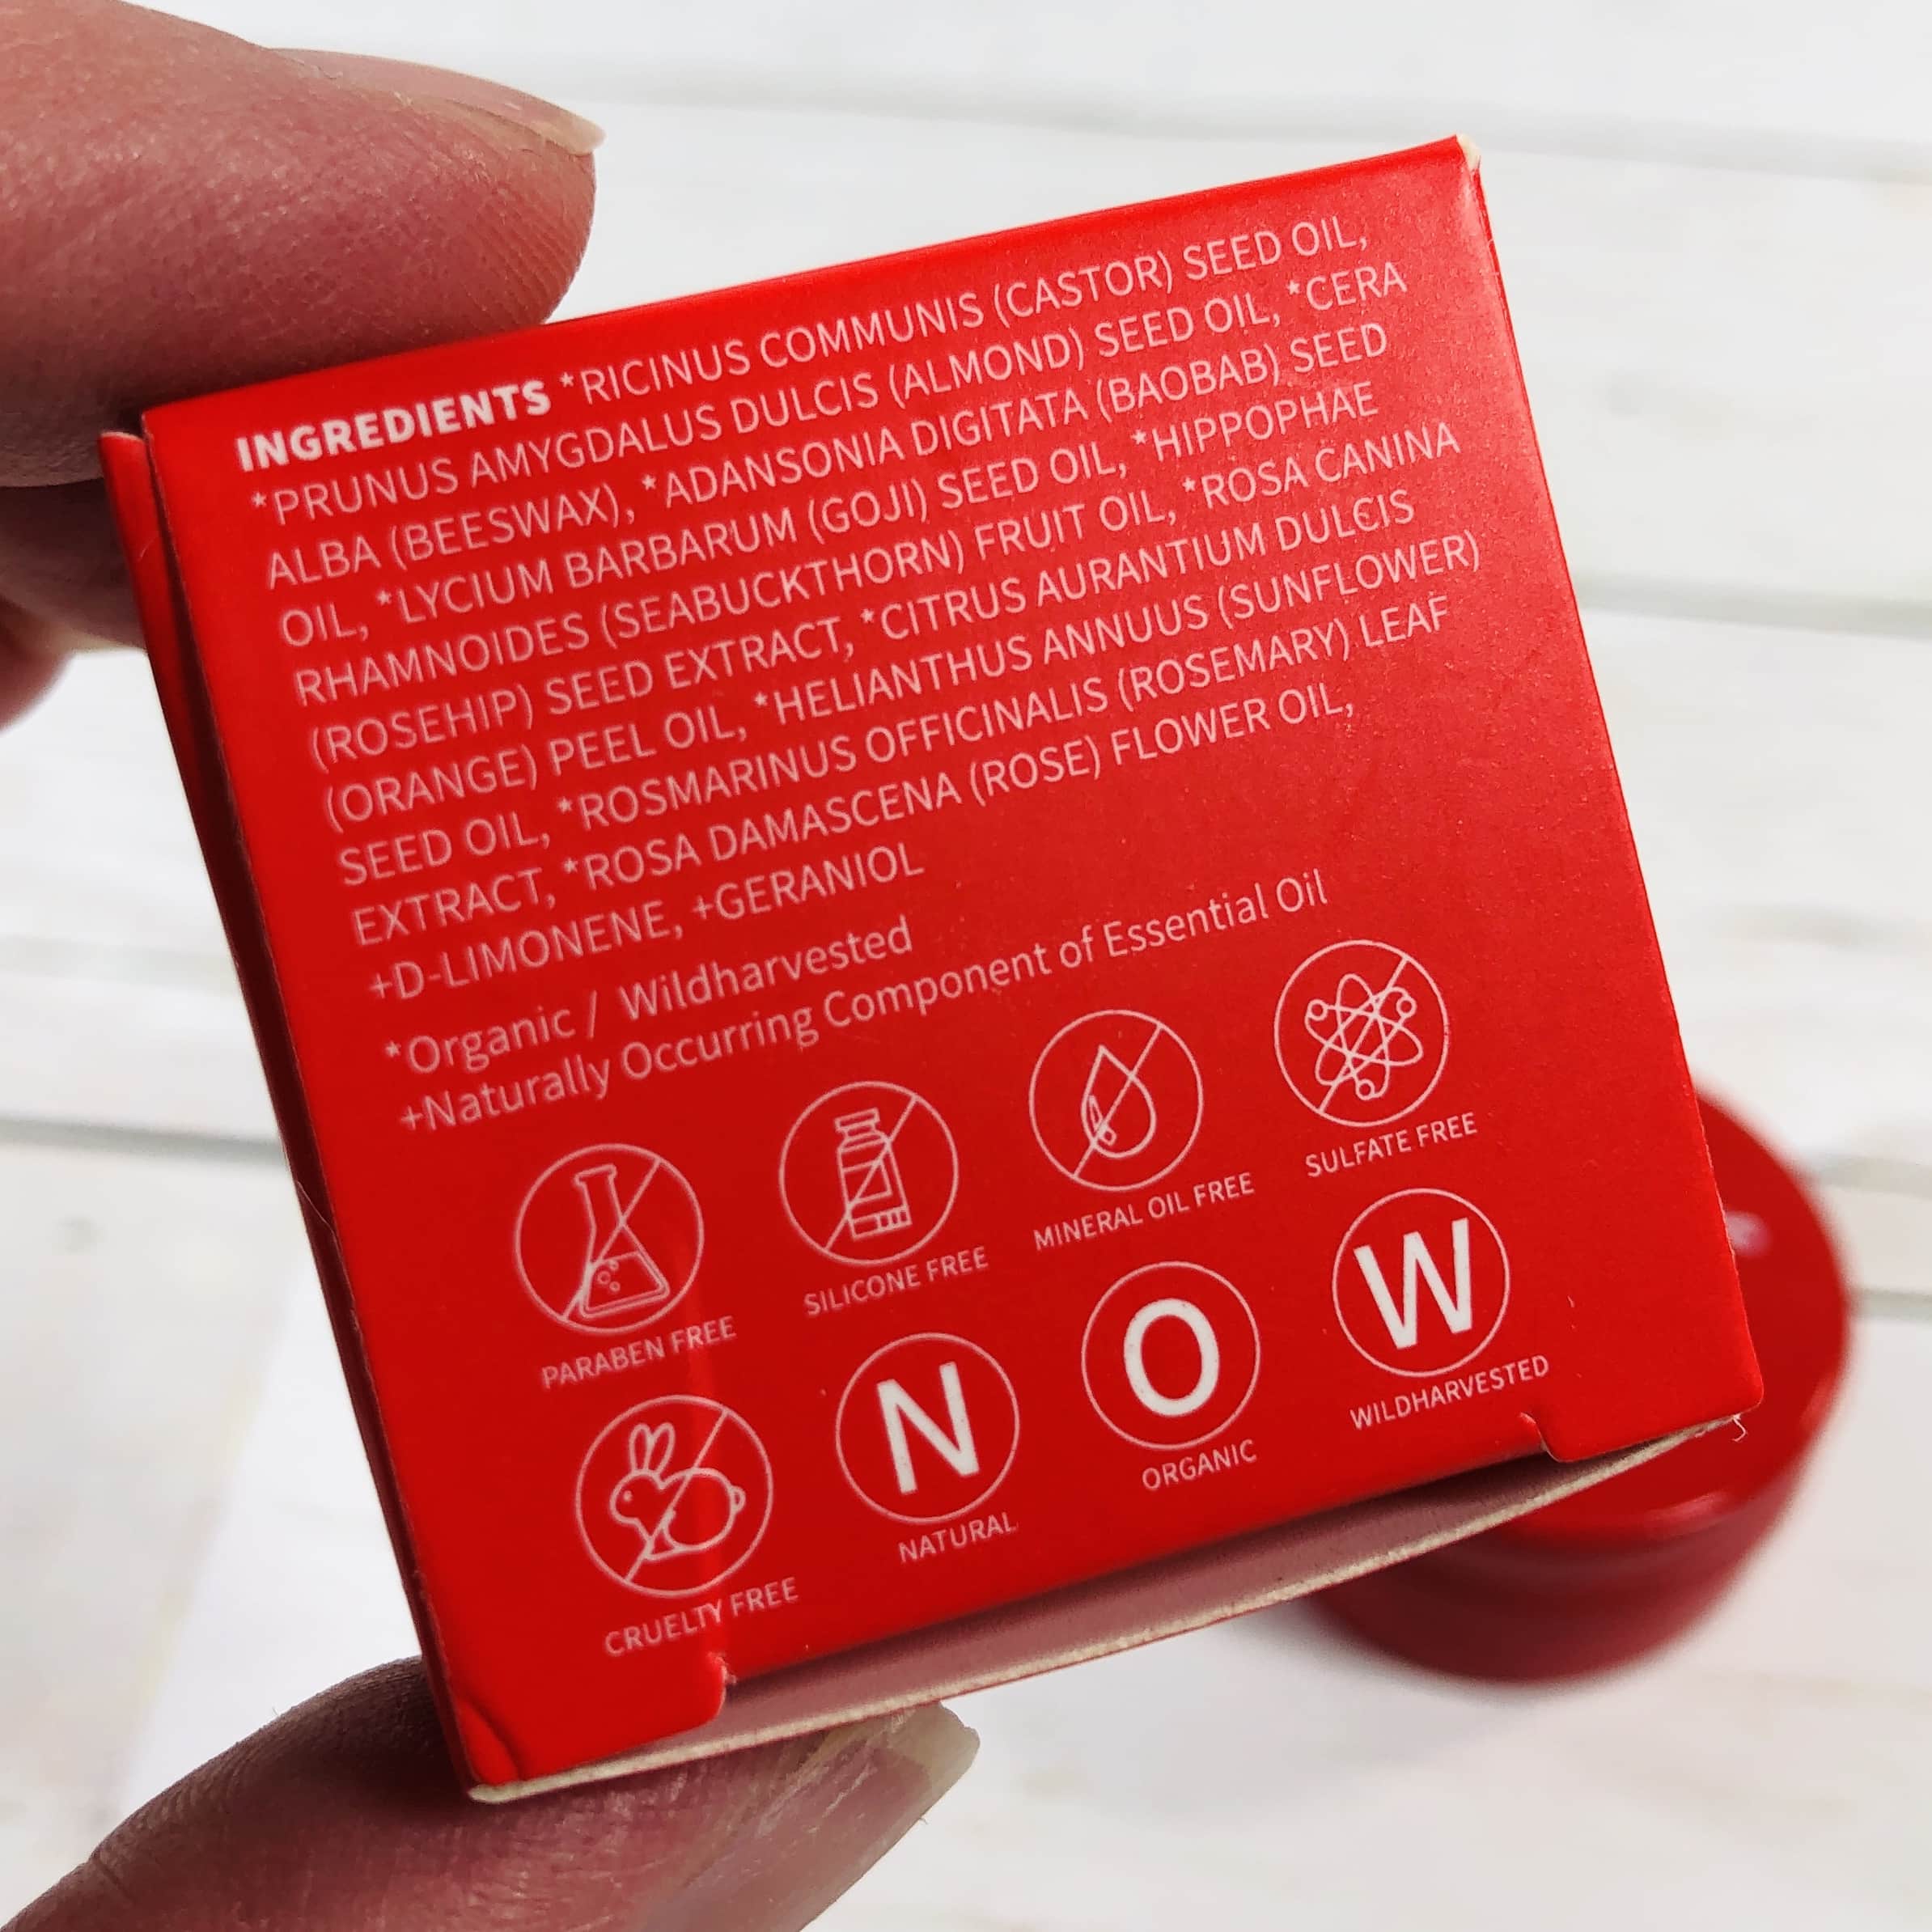 INGREDIENTS *RICINUS COMMUNIS (CASTOR) SEED OIL,
*PRUNUS AMYGDALUS DULCIS (ALMOND) SEED OIL, *CERA
ALBA (BEESWAX), *ADANSONIA DIGITATA (BAOBAB) SEED
OIL, *LYCIUM BARBARUM (GOJI) SEED OIL, *HIPPOPHAE
RHAMNOIDES (SEABUCKTHORN) FRUIT OIL, *ROSA CANINA
(ROSEHIP) SEED EXTRACT, *CITRUS AURANTIUM DULCIS
(ORANGE) PEEL OIL, *HELIANTHUS ANNUUS (SUNFLOWER)
SEED OIL, *ROSMARINUS OFFICINALIS (ROSEMARY) LEAF
EXTRACT, *ROSA DAMASCENA (ROSE) FLOWER OIL,
+D-LIMONENE, +GERANIOL
*Organic / Wildharvested
+Naturally Occurring Component of Essential Oil
PARABEN FREE
SILICONE FREE
MINERAL OIL FREE
SULFATE FREE
CRUELTY FREE
N
NATURAL
O
ORGANIC
W
WILDHARVESTED